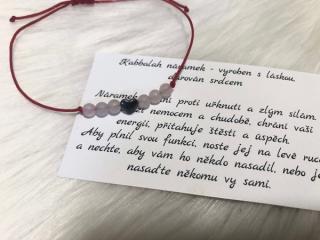 Kabbalah náramek - vyroben s láskou,
darován srdcem
Náramek proti uřknutí a zlým silám.
nemocem a chudobě, chrání vaši
energii, přitahuje štěstí a úspěch.
Aby plnil svou funkci, noste jej na levé ruce
a nechte, aby vám ho někdo nasadil, nebo je
nasaďte někomu vy sami.